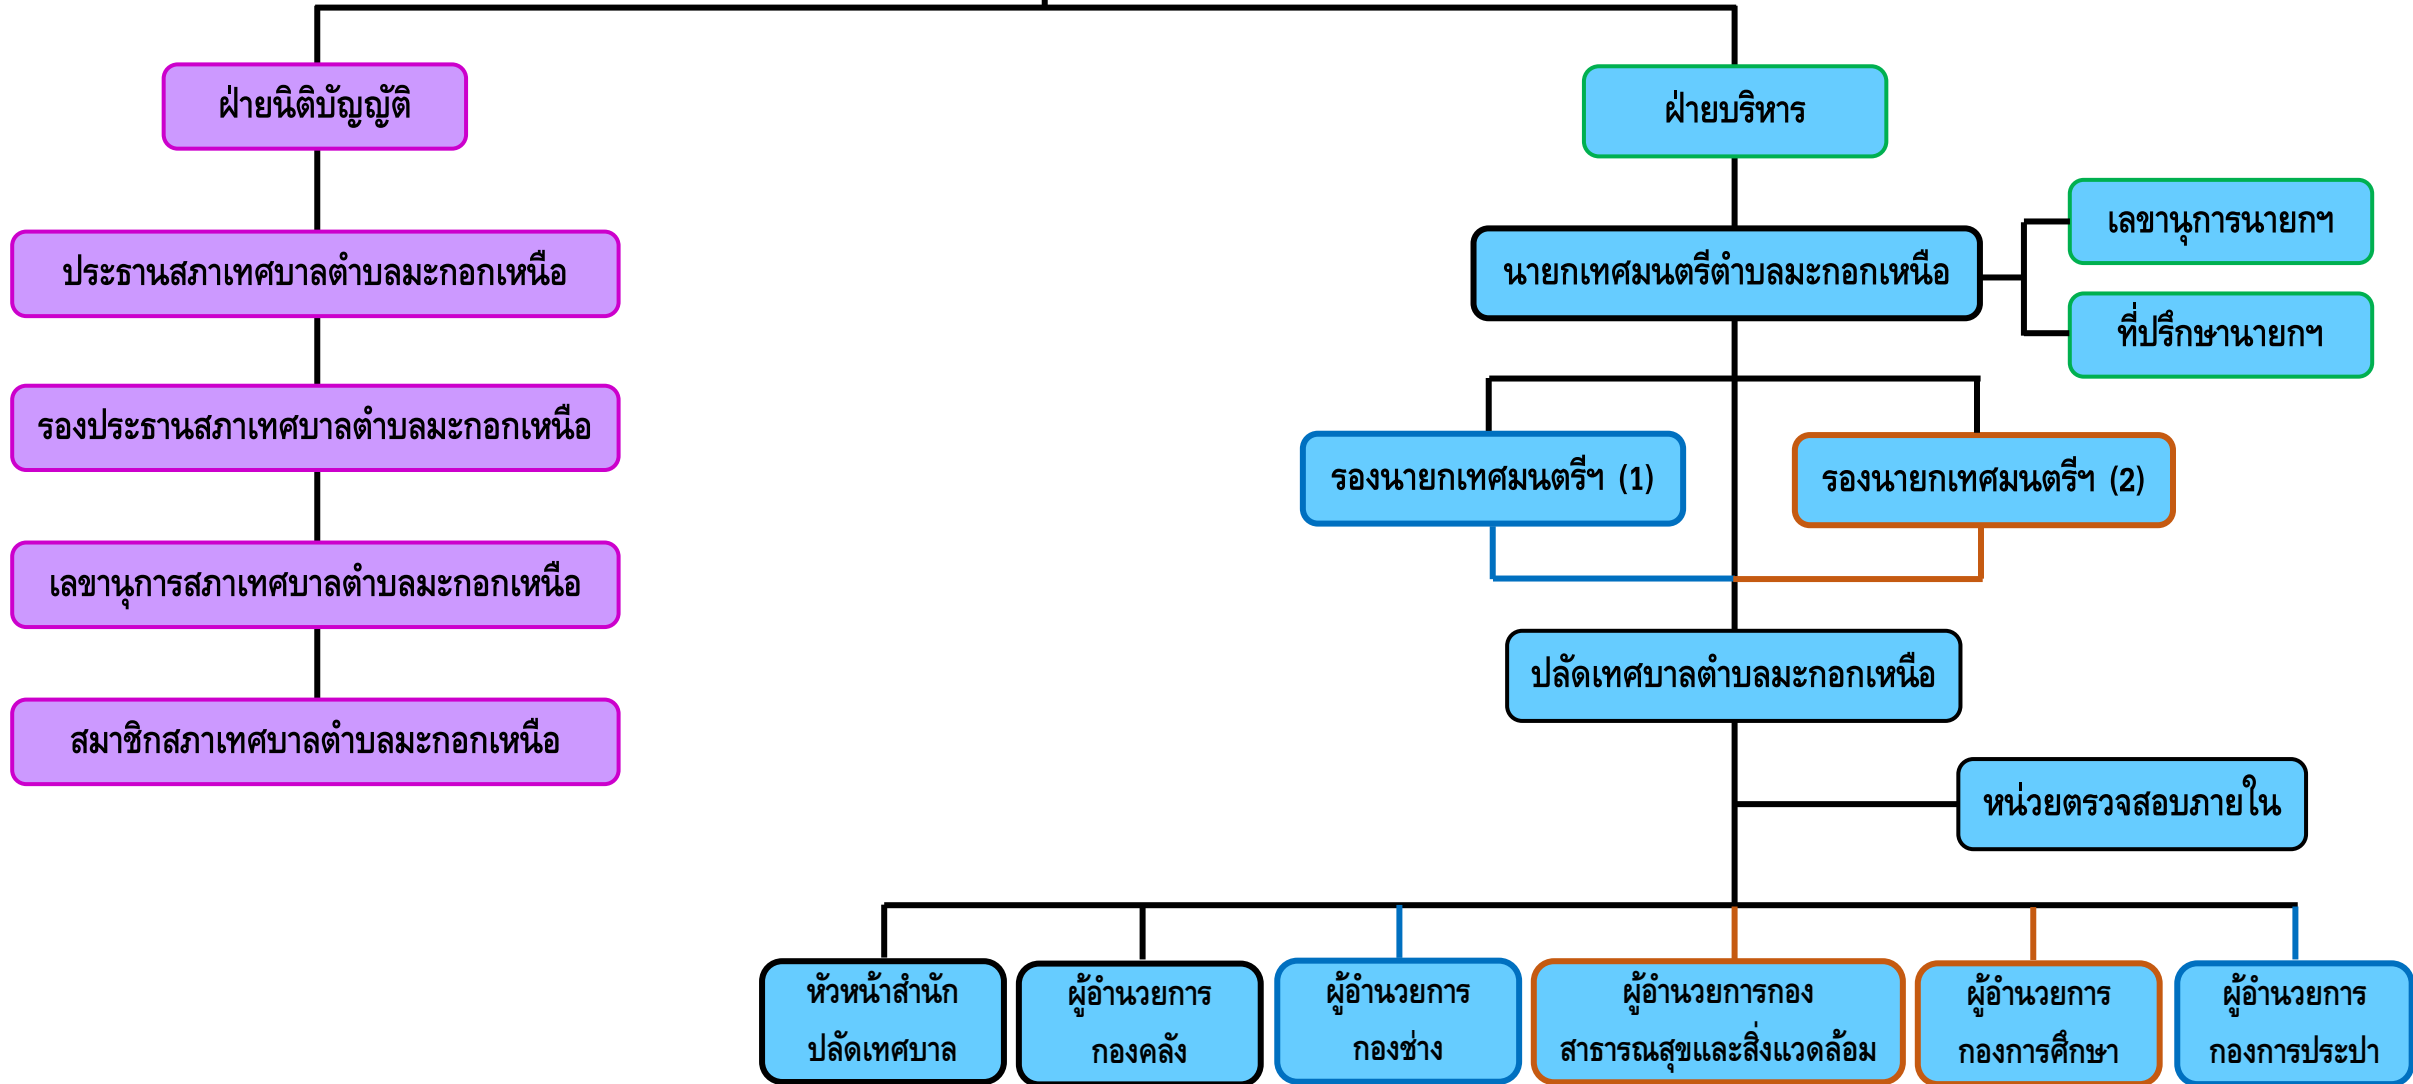 ฝ่ายนิติบัญญัติ
ประธานสภาเทศบาลตำบลมะกอกเหนือ
รองประธานสภาเทศบาลตำบลมะกอกเหนือ
เลขานุการสภาเทศบาลตำบลมะกอกเหนือ
สมาชิกสภาเทศบาลตำบลมะกอกเหนือ
ฝ่ายบริหาร
นายกเทศมนตรีตำบลมะกอกเหนือ
เลขานุการนายกฯ
ที่ปรึกษานายกฯ
รองนายกเทศมนตรีฯ (1)
รองนายกเทศมนตรีฯ (2)
ปลัดเทศบาลตำบลมะกอกเหนือ
หน่วยตรวจสอบภายใน
หัวหน้าสำนัก
ปลัดเทศบาล
ผู้อำนวยการ
กองคลัง
ผู้อำนวยการ
กองช่าง
ผู้อำนวยการกอง
สาธารณสุขและสิ่งแวดล้อม
ผู้อำนวยการ
กองการศึกษา
ผู้อำนวยการ
กองการประปา